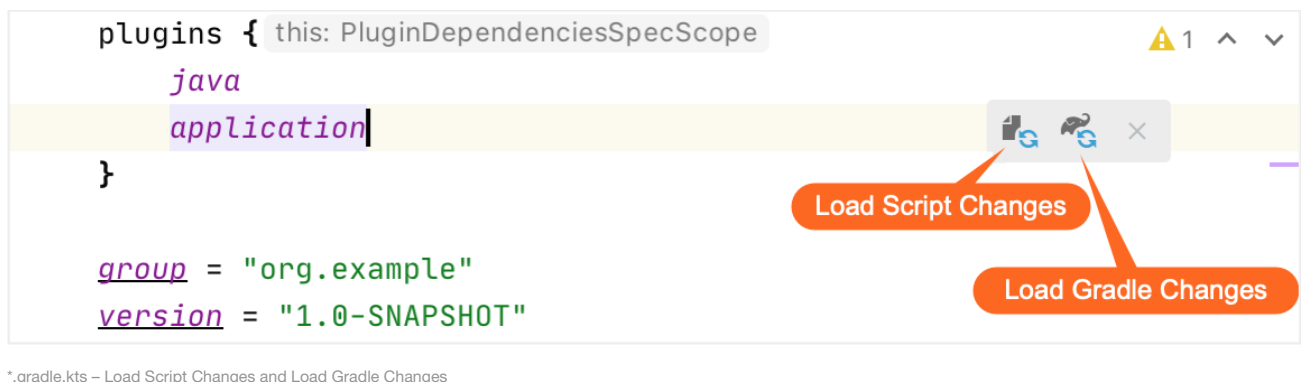 plugins { this: PluginDependenciesSpecScope
1
java
application
}
Load Script Changes
Load Gradle Changes
group = "org.example"
version = "1.0-SNAPSHOT"
*.gradle.kts – Load Script Changes and Load Gradle Changes